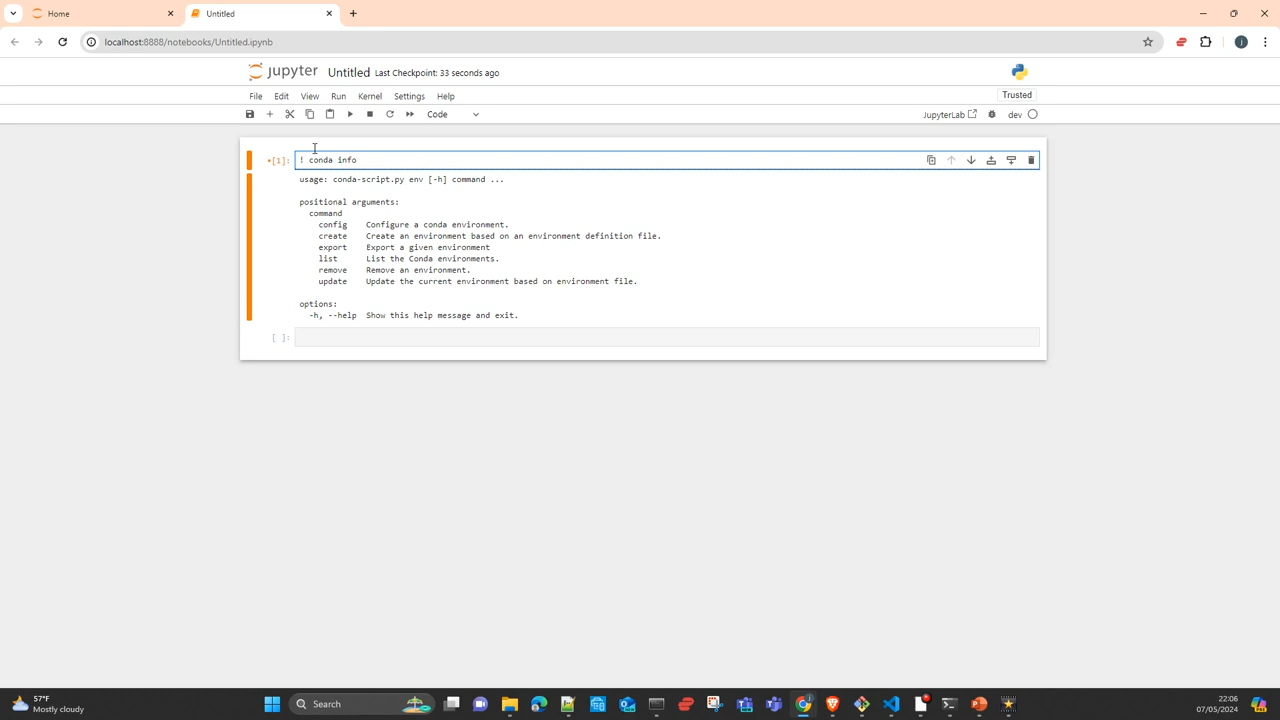 Home
Untitled
localhost:8888/notebooks/Untitled.ipynb
i
jupyter Untitled Last Checkpoint: 33 seconds ago
File Edit View Run Kernel Settings Help
Trusted
Code
JupyterLab
dev
[1]: ! conda info
usage: conda-script.py env [-h] command ...
positional arguments:
command
config Configure a conda environment.
create Create an environment based on an environment definition file.
export Export a given environment
list List the Conda environments.
remove Remove an environment.
update Update the current environment based on environment file.
options:
-h, --help Show this help message and exit.
[ ]:
57°F
Mostly cloudy
Search
22:06
07/05/2024